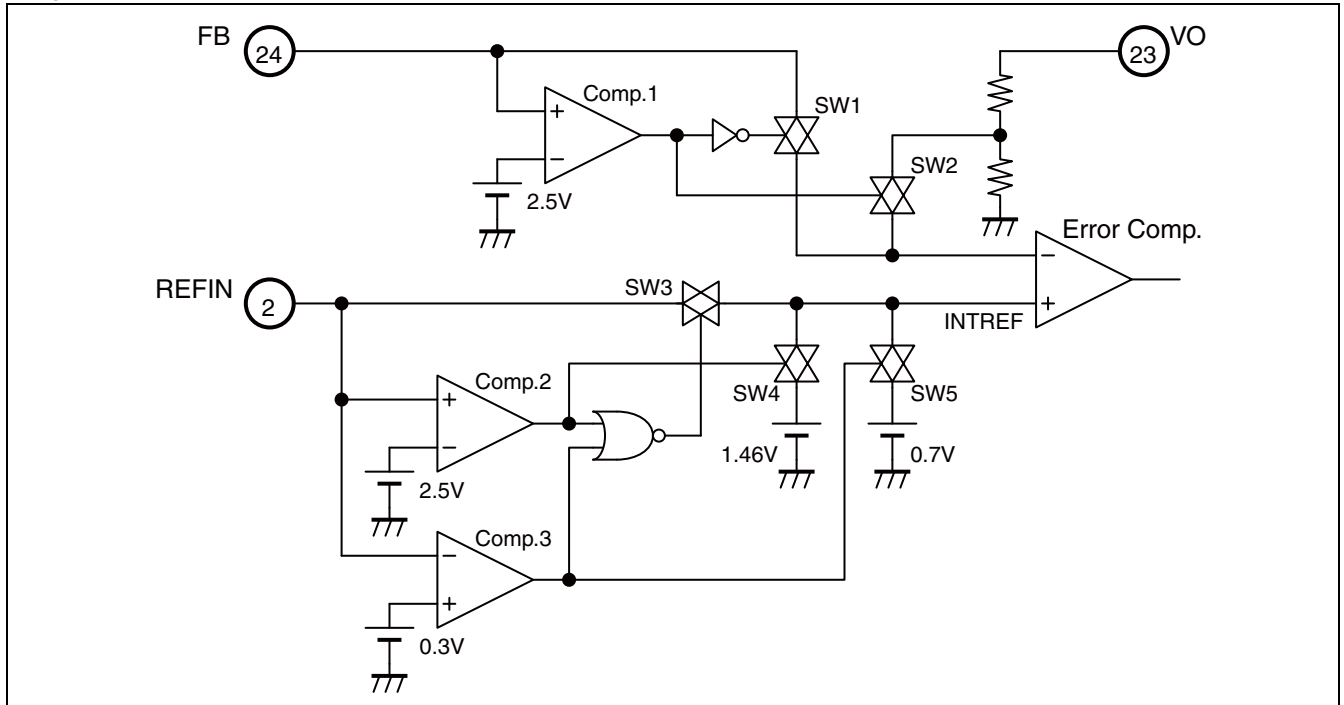 FB
24
23
VO
Comp.1
SW1
+
−
2.5V
SW2
Error Comp.
−
+
REFIN
2
SW3
INTREF
Comp.2
+
−
2.5V
SW4
1.46V
SW5
0.7V
Comp.3
−
+
0.3V